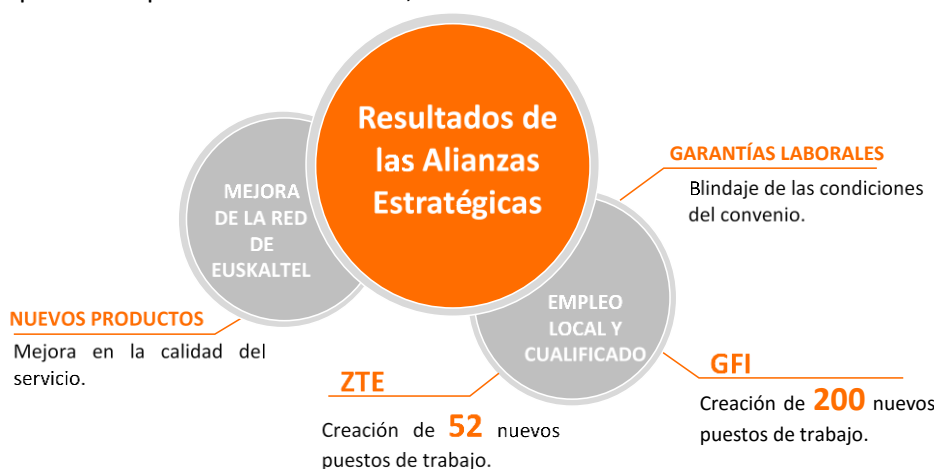 Resultados de
las Alianzas
Estratégicas
MEJORA
DE LA RED
DE
EUSKALTEL
GARANTÍAS LABORALES
Blindaje de las condiciones
del convenio.
EMPLEO
LOCAL Y
CUALIFICADO
NUEVOS PRODUCTOS
Mejora en la calidad del
servicio.
ZTE
Creación de 52 nuevos
puestos de trabajo.
GFI
Creación de 200 nuevos
puestos de trabajo.